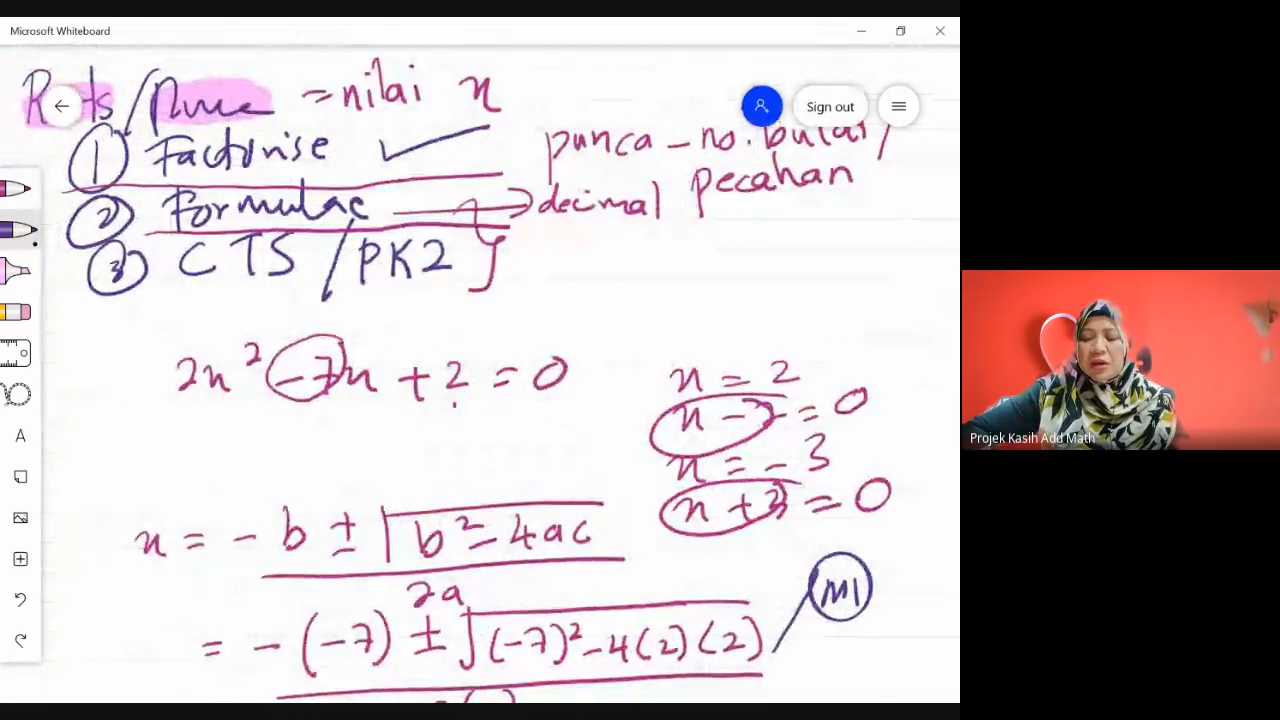 Microsoft Whiteboard
Sign out
Roots / Punca = nilai x
① Factorise ✓
punca – no. bulat /
pecahan
② Formulae → decimal
③ CTS / PK2
2x² – 7x + 2 = 0
x = 2
x – 2 = 0
x = – 3
x + 3 = 0
x = – b ± √b² – 4ac
2a
= – (–7) ± √(–7)² – 4(2)(2)
M1
A
Projek Kasih Add Math